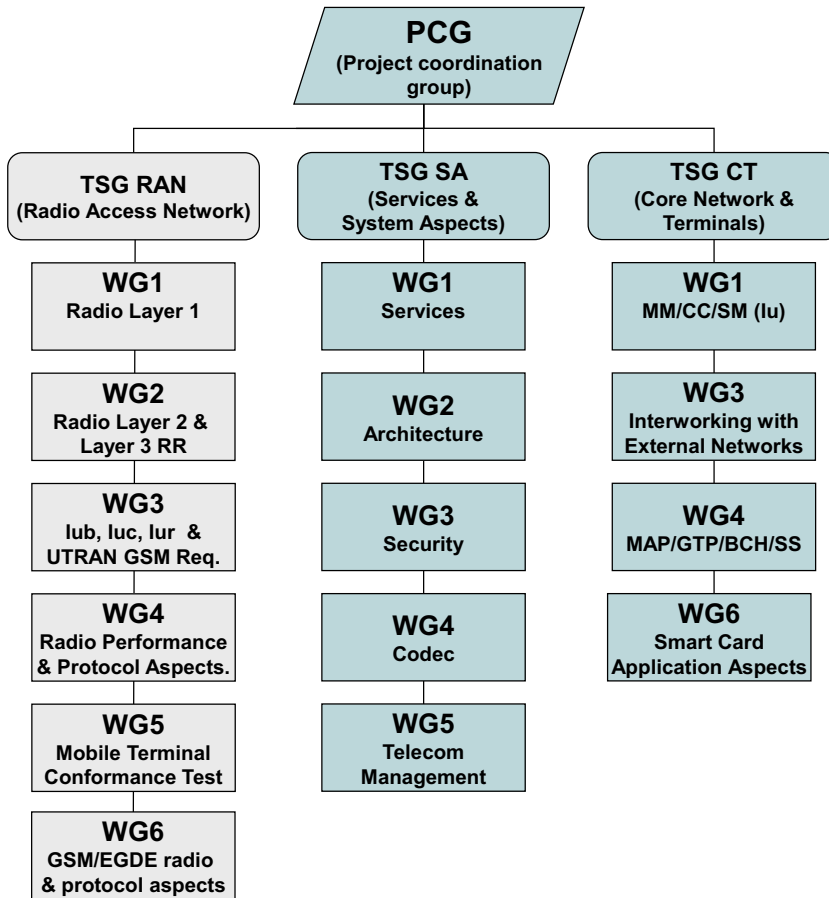 PCG
(Project coordination
group)
TSG RAN
(Radio Access Network)
WG1
Radio Layer 1
WG2
Radio Layer 2 &
Layer 3 RR
WG3
Iub, Iuc, Iur &
UTRAN GSM Req.
WG4
Radio Performance
& Protocol Aspects.
WG5
Mobile Terminal
Conformance Test
WG6
GSM/EGDE radio
& protocol aspects
TSG SA
(Services &
System Aspects)
WG1
Services
WG2
Architecture
WG3
Security
WG4
Codec
WG5
Telecom
Management
TSG CT
(Core Network &
Terminals)
WG1
MM/CC/SM (Iu)
WG3
Interworking with
External Networks
WG4
MAP/GTP/BCH/SS
WG6
Smart Card
Application Aspects